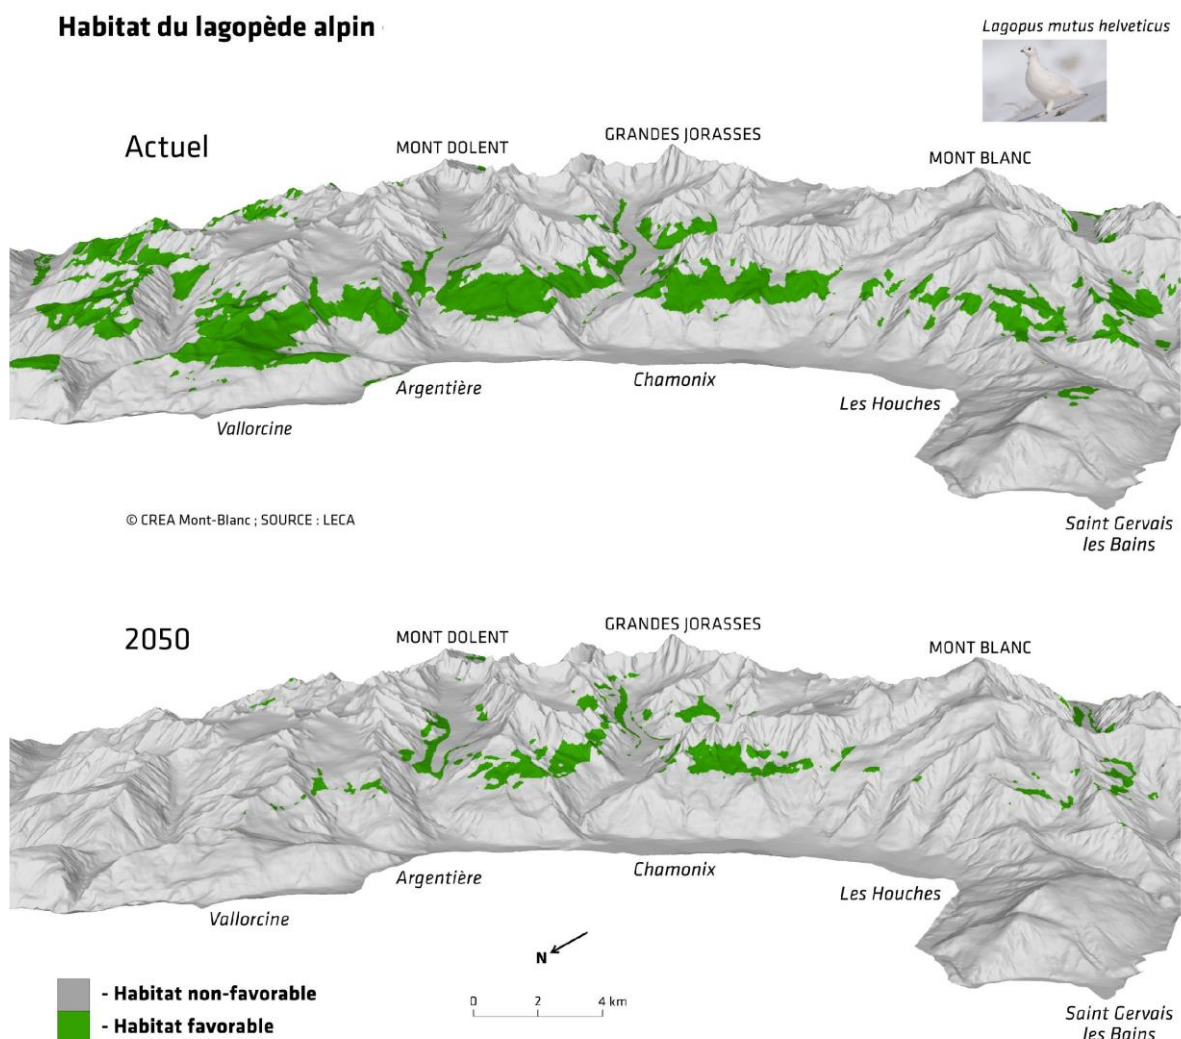 Habitat du lagopède alpin
Lagopus mutus helveticus
Actuel
MONT DOLENT
GRANDES JORASSES
MONT BLANC
Argentière
Chamonix
Les Houches
Vallorcine
© CREA Mont-Blanc ; SOURCE : LECA
Saint Gervais
les Bains
2050
MONT DOLENT
GRANDES JORASSES
MONT BLANC
Argentière
Chamonix
Les Houches
Vallorcine
N
- Habitat non-favorable
- Habitat favorable
0 2 4 km
Saint Gervais
les Bains